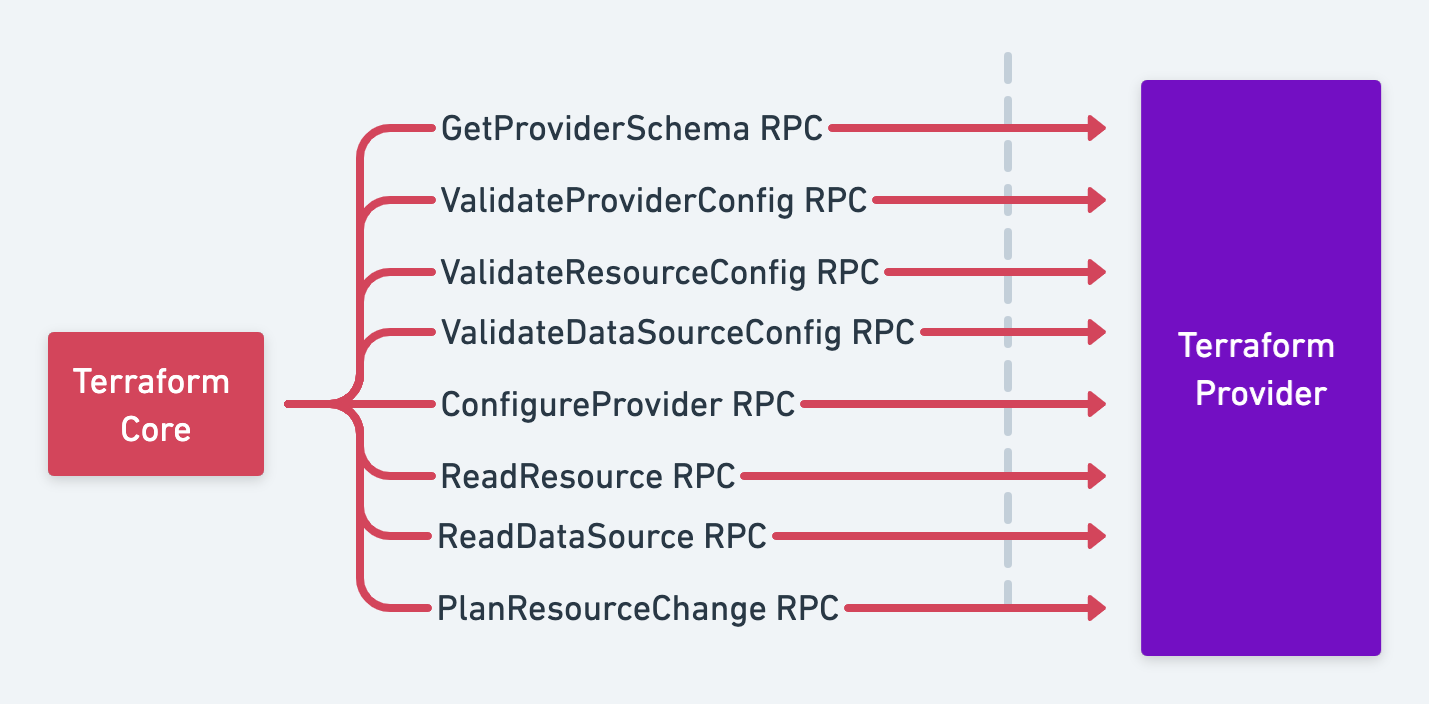 GetProviderSchema RPC
ValidateProviderConfig RPC
ValidateResourceConfig RPC
ValidateDataSourceConfig RPC
Terraform
Core
ConfigureProvider RPC
ReadResource RPC
ReadDataSource RPC
PlanResourceChange RPC
Terraform
Provider